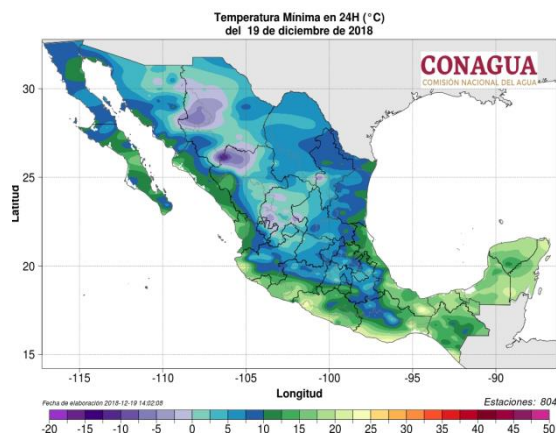 Temperatura Mínima en 24H (°C)
del 19 de diciembre de 2018
CONAGUA
COMISIÓN NACIONAL DEL AGUA
Latitud
30
25
20
15
-115
-110
-105
-100
-95
-90
Longitud
Fecha de elaboración 2018-12-19 14:02:08
Estaciones: 804
-20 -15 -10 -5 0 5 10 15 20 25 30 35 40 45 50